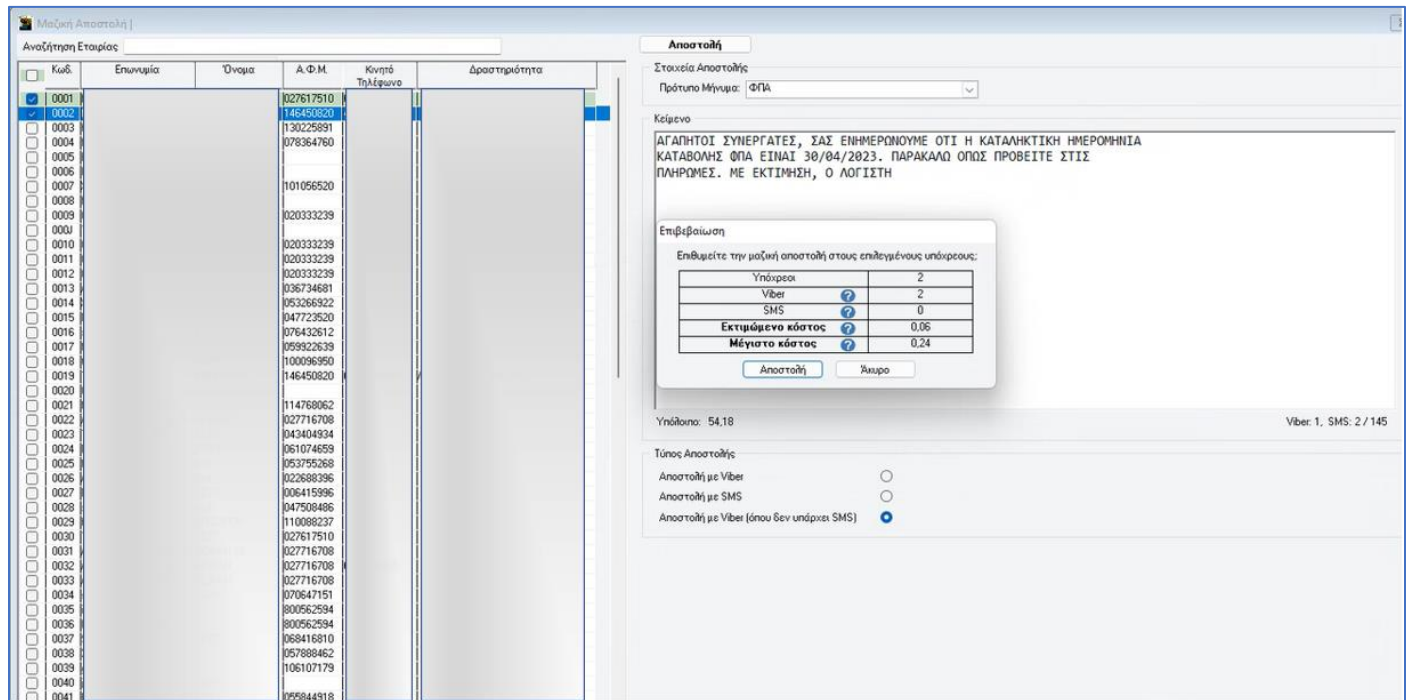 Μαζική Αποστολή |
Αναζήτηση Εταιρίας
Κωδ. Επωνυμία Όνομα Α.Φ.Μ. Κινητό Τηλέφωνο Δραστηριότητα
0001 027617510
0002 146450820
0003 130225891
0004 078364760
0005
0006
0007 101056520
0008
0009 020333239
000J
0010 020333239
0011 020333239
0012 020333239
0013 036734681
0014 053266922
0015 047723520
0016 076432612
0017 059922639
0018 100096950
0019 146450820
0020
0021 114768062
0022 027716708
0023 043404934
0024 061074659
0025 053755268
0026 022688396
0027 006415996
0028 047508486
0029 110088237
0030 027617510
0031 027716708
0032 027716708
0033 027716708
0034 070647151
0035 800562594
0036 800562594
0037 068416810
0038 057888462
0039 106107179
0040
0041 055844918
Αποστολή
Στοιχεία Αποστολής
Πρότυπο Μήνυμα: ΦΠΑ
Κείμενο
ΑΓΑΠΗΤΟΙ ΣΥΝΕΡΓΑΤΕΣ, ΣΑΣ ΕΝΗΜΕΡΩΝΟΥΜΕ ΟΤΙ Η ΚΑΤΑΛΗΚΤΙΚΗ ΗΜΕΡΟΜΗΝΙΑ
ΚΑΤΑΒΟΛΗΣ ΦΠΑ ΕΙΝΑΙ 30/04/2023. ΠΑΡΑΚΑΛΩ ΟΠΩΣ ΠΡΟΒΕΙΤΕ ΣΤΙΣ
ΠΛΗΡΩΜΕΣ. ΜΕ ΕΚΤΙΜΗΣΗ, Ο ΛΟΓΙΣΤΗ
Επιβεβαίωση
Επιθυμείτε την μαζική αποστολή στους επιλεγμένους υπόχρεους;
Υπόχρεοι 2
Viber ? 2
SMS ? 0
Εκτιμώμενο κόστος ? 0,06
Μέγιστο κόστος ? 0,24
Αποστολή Άκυρο
Υπόλοιπο: 54,18 Viber: 1, SMS: 2 / 145
Τύπος Αποστολής
Αποστολή με Viber
Αποστολή με SMS
Αποστολή με Viber (όπου δεν υπάρχει SMS)